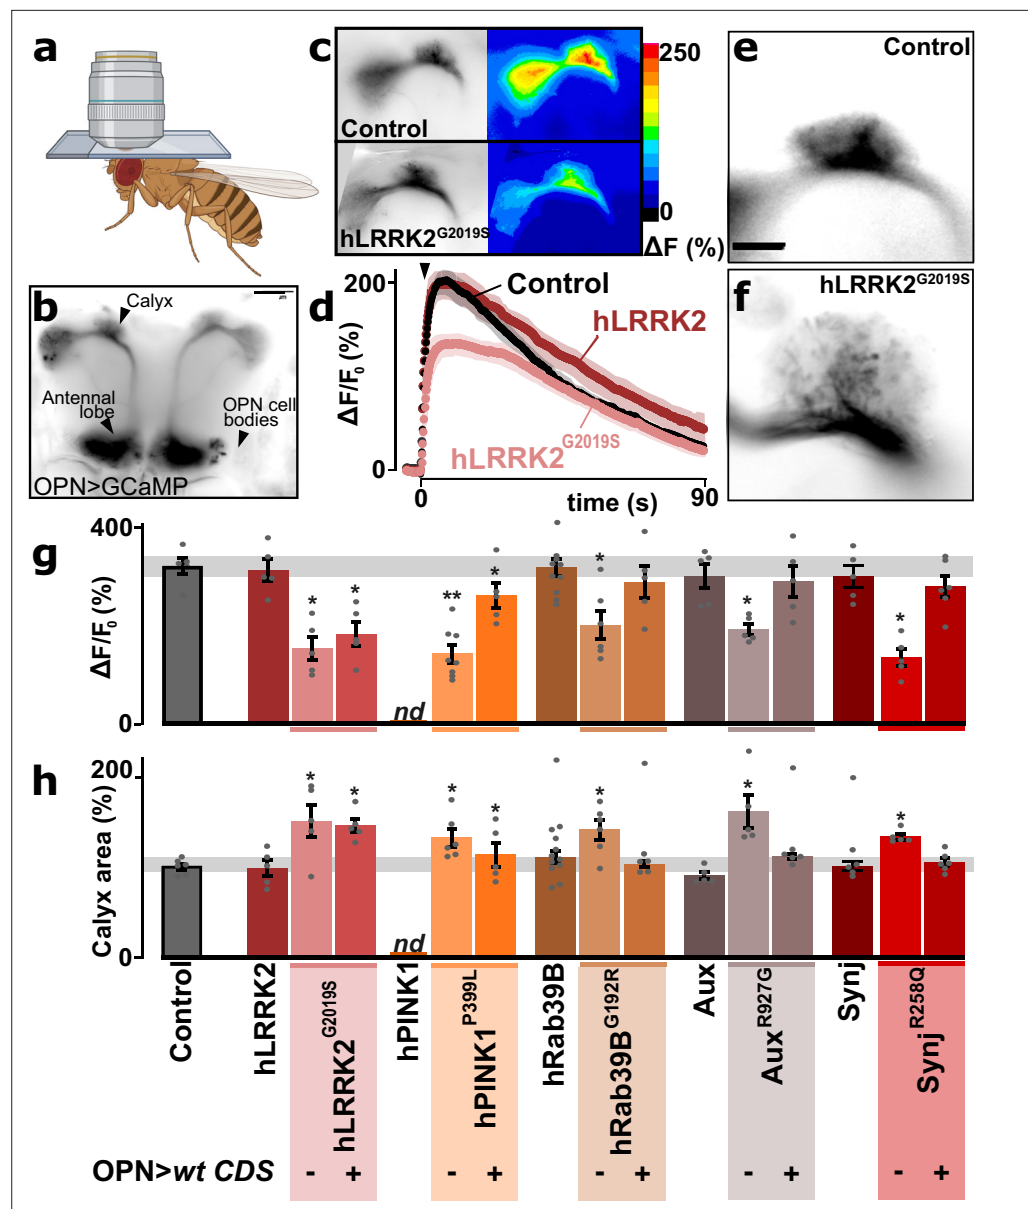 a
c
Control
hLRRK2G2019S
250
0
ΔF (%)
e
Control
b
Calyx
Antennal
lobe
OPN cell
bodies
OPN>GCaMP
d
ΔF/F0 (%)
200
0
Control
hLRRK2
hLRRK2G2019S
0
time (s)
90
f
hLRRK2G2019S
g
ΔF/F0 (%)
400
0
* * nd ** * * * *
h
Calyx area (%)
200
0
* * nd * * * * *
Control
hLRRK2
hLRRK2G2019S
hPINK1
hPINK1P399L
hRab39B
hRab39BG192R
Aux
AuxR927G
Synj
SynjR258Q
OPN>wt CDS - + - + - + - + - +